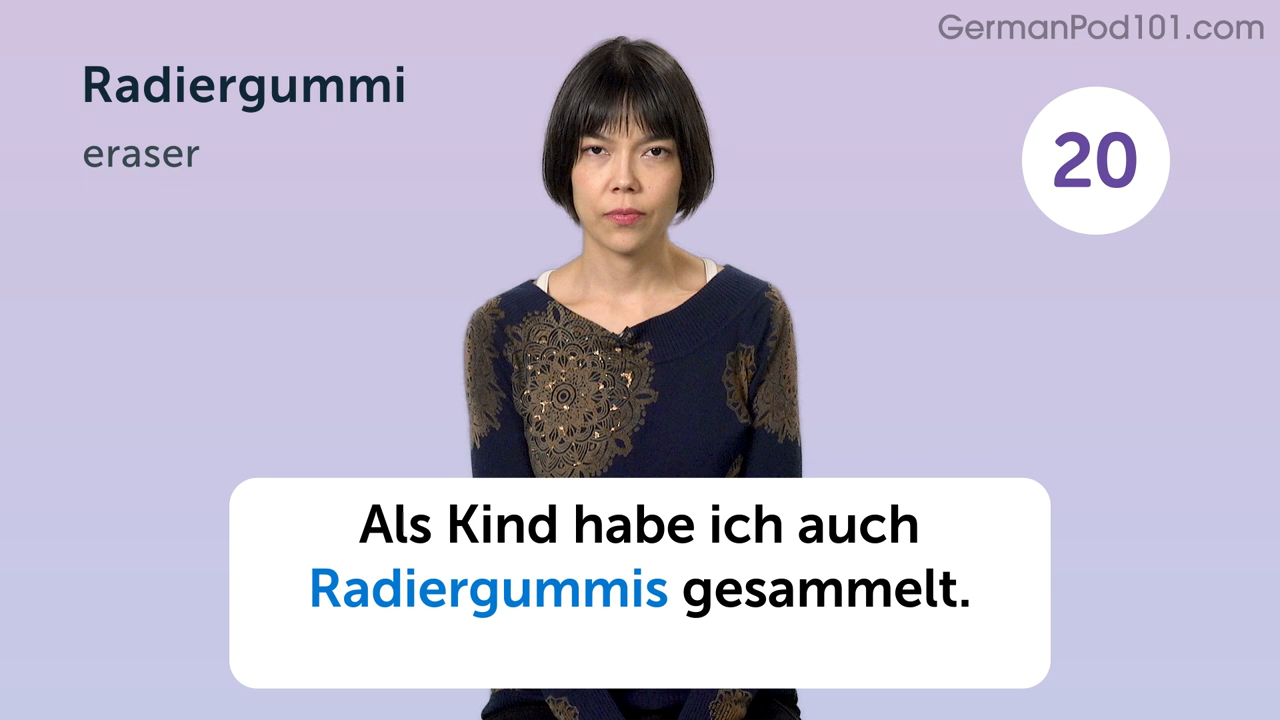 GermanPod101.com
Radiergummi
eraser
20
Als Kind habe ich auch
Radiergummis gesammelt.